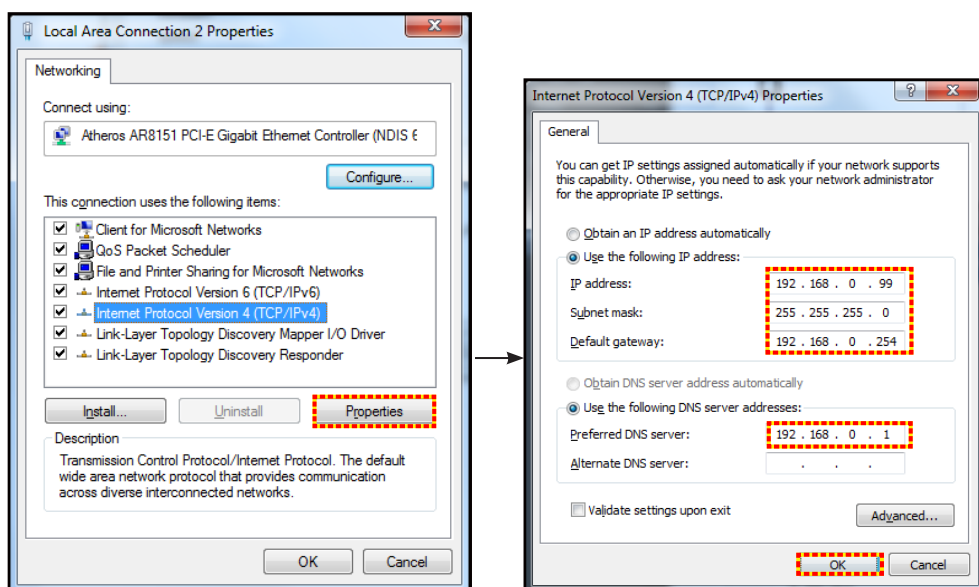 Local Area Connection 2 Properties
Networking
Connect using:
Atheros AR8151 PCI-E Gigabit Ethernet Controller (NDIS 6
Configure...
This connection uses the following items:
Client for Microsoft Networks
QoS Packet Scheduler
File and Printer Sharing for Microsoft Networks
Internet Protocol Version 6 (TCP/IPv6)
Internet Protocol Version 4 (TCP/IPv4)
Link-Layer Topology Discovery Mapper I/O Driver
Link-Layer Topology Discovery Responder
Install...
Uninstall
Properties
Description
Transmission Control Protocol/Internet Protocol. The default
wide area network protocol that provides communication
across diverse interconnected networks.
OK
Cancel
Internet Protocol Version 4 (TCP/IPv4) Properties
?
General
You can get IP settings assigned automatically if your network supports
this capability. Otherwise, you need to ask your network administrator
for the appropriate IP settings.
Obtain an IP address automatically
Use the following IP address:
IP address: 192 . 168 . 0 . 99
Subnet mask: 255 . 255 . 255 . 0
Default gateway: 192 . 168 . 0 . 254
Obtain DNS server address automatically
Use the following DNS server addresses:
Preferred DNS server: 192 . 168 . 0 . 1
Alternate DNS server: . . .
Validate settings upon exit
Advanced...
OK
Cancel